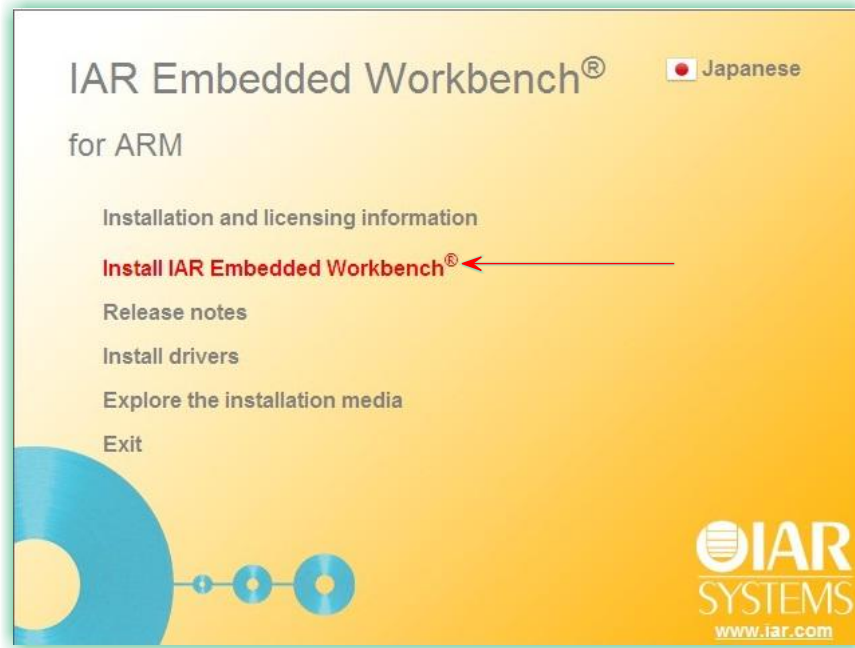 IAR Embedded Workbench®
Japanese
for ARM
Installation and licensing information
Install IAR Embedded Workbench®
Release notes
Install drivers
Explore the installation media
Exit
IAR
SYSTEMS
www.iar.com